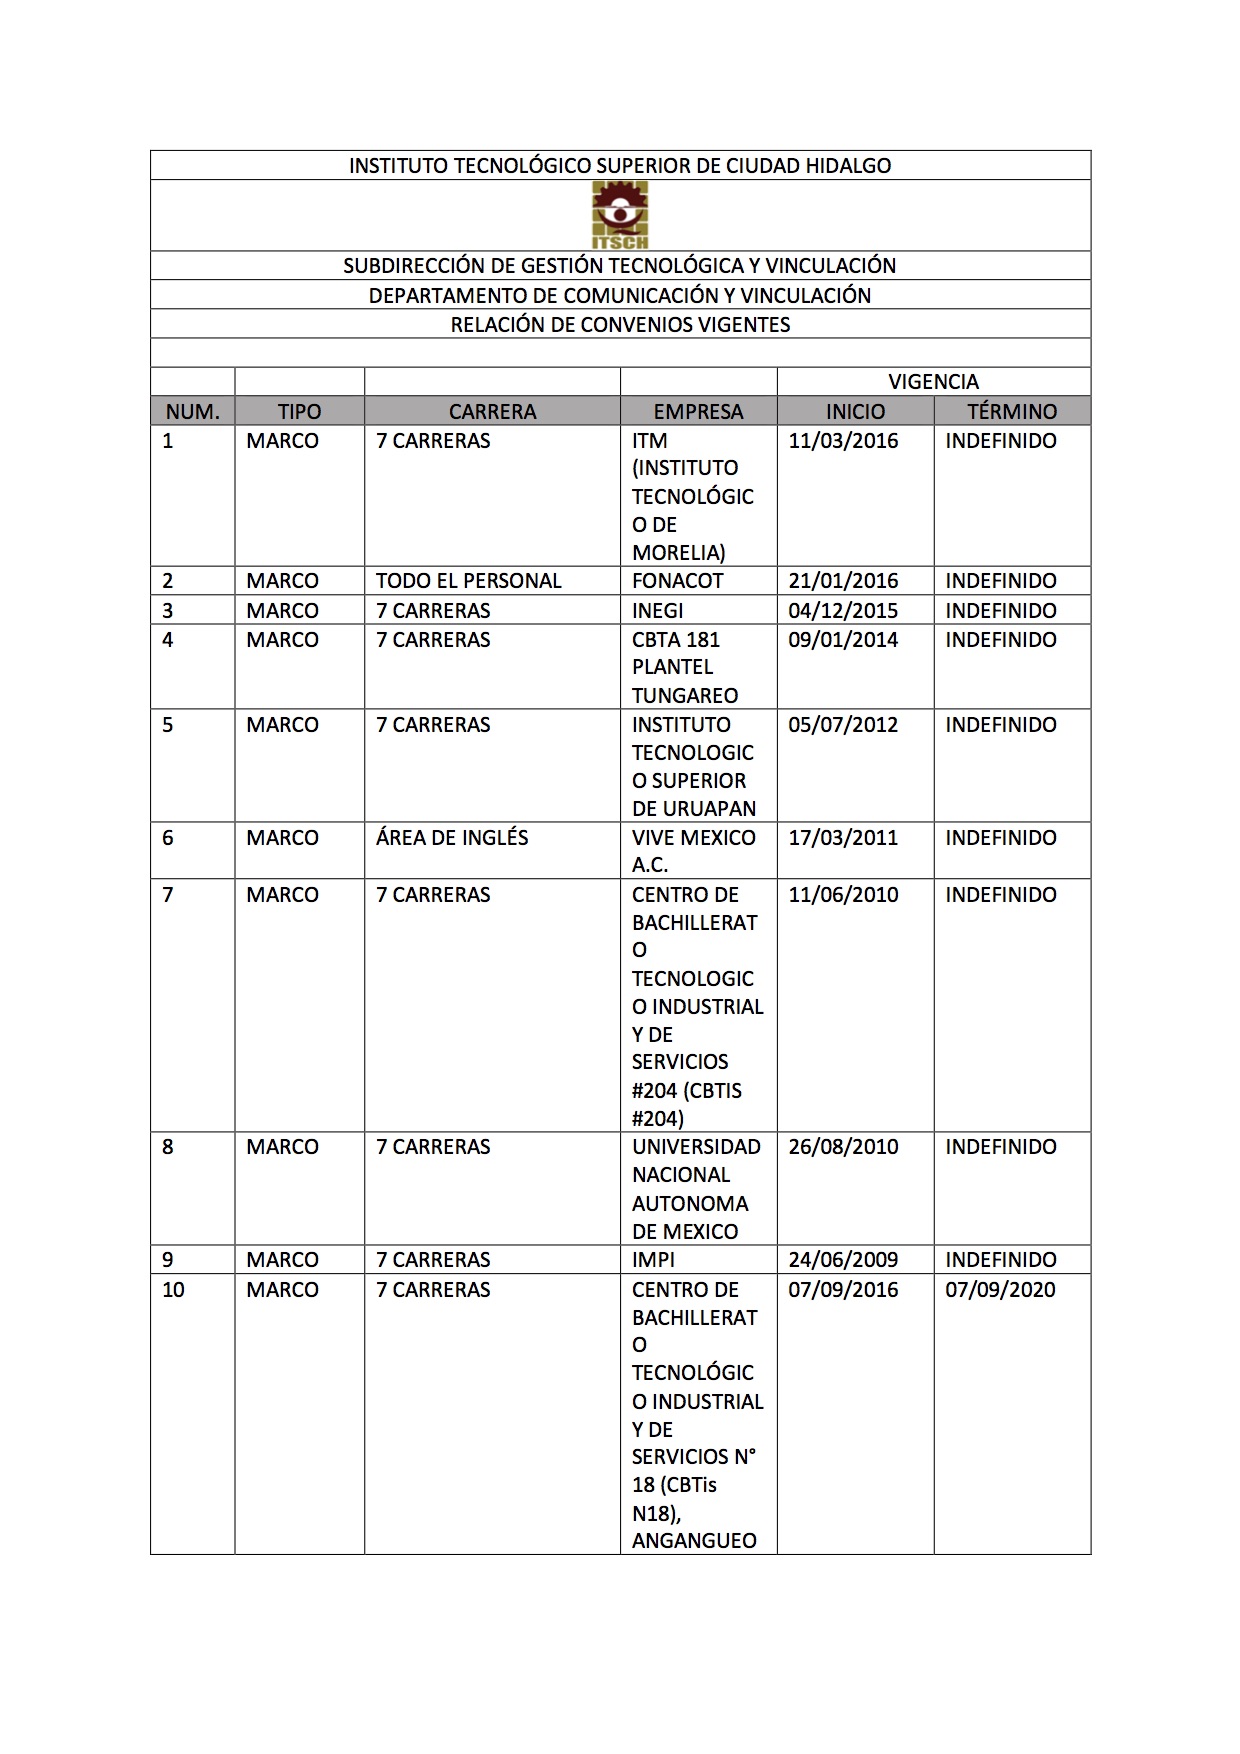 INSTITUTO TECNOLÓGICO SUPERIOR DE CIUDAD HIDALGO
ITSCH
SUBDIRECCIÓN DE GESTIÓN TECNOLÓGICA Y VINCULACIÓN
DEPARTAMENTO DE COMUNICACIÓN Y VINCULACIÓN
RELACIÓN DE CONVENIOS VIGENTES
VIGENCIA
NUM. TIPO CARRERA EMPRESA INICIO TÉRMINO
1 MARCO 7 CARRERAS ITM 11/03/2016 INDEFINIDO
(INSTITUTO
TECNOLÓGIC
O DE
MORELIA)
2 MARCO TODO EL PERSONAL FONACOT 21/01/2016 INDEFINIDO
3 MARCO 7 CARRERAS INEGI 04/12/2015 INDEFINIDO
4 MARCO 7 CARRERAS CBTA 181 09/01/2014 INDEFINIDO
PLANTEL
TUNGAREO
5 MARCO 7 CARRERAS INSTITUTO 05/07/2012 INDEFINIDO
TECNOLOGIC
O SUPERIOR
DE URUAPAN
6 MARCO ÁREA DE INGLÉS VIVE MEXICO 17/03/2011 INDEFINIDO
A.C.
7 MARCO 7 CARRERAS CENTRO DE 11/06/2010 INDEFINIDO
BACHILLERAT
O
TECNOLOGIC
O INDUSTRIAL
Y DE
SERVICIOS
#204 (CBTIS
#204)
8 MARCO 7 CARRERAS UNIVERSIDAD 26/08/2010 INDEFINIDO
NACIONAL
AUTONOMA
DE MEXICO
9 MARCO 7 CARRERAS IMPI 24/06/2009 INDEFINIDO
10 MARCO 7 CARRERAS CENTRO DE 07/09/2016 07/09/2020
BACHILLERAT
O
TECNOLÓGIC
O INDUSTRIAL
Y DE
SERVICIOS N°
18 (CBTis
N18),
ANGANGUEO